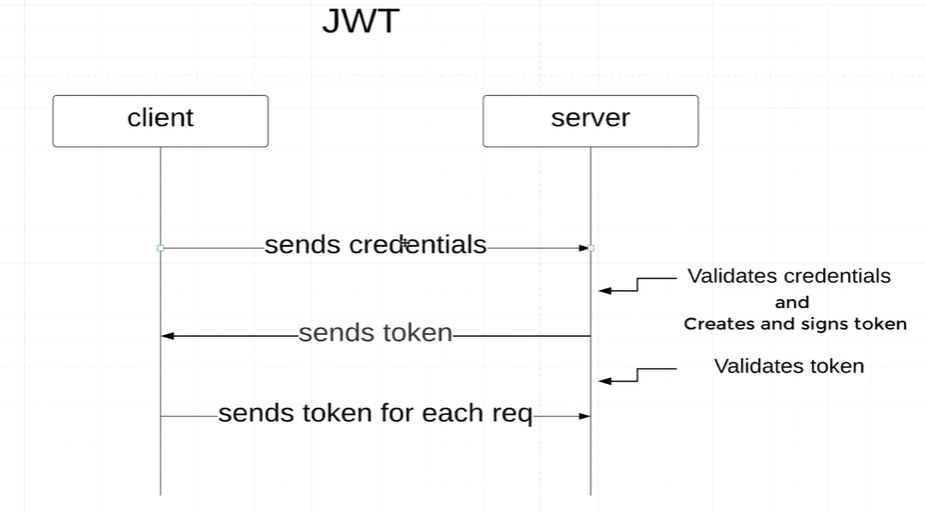 JWT
client
server
sends credentials
Validates credentials
and
Creates and signs token
sends token
Validates token
sends token for each req